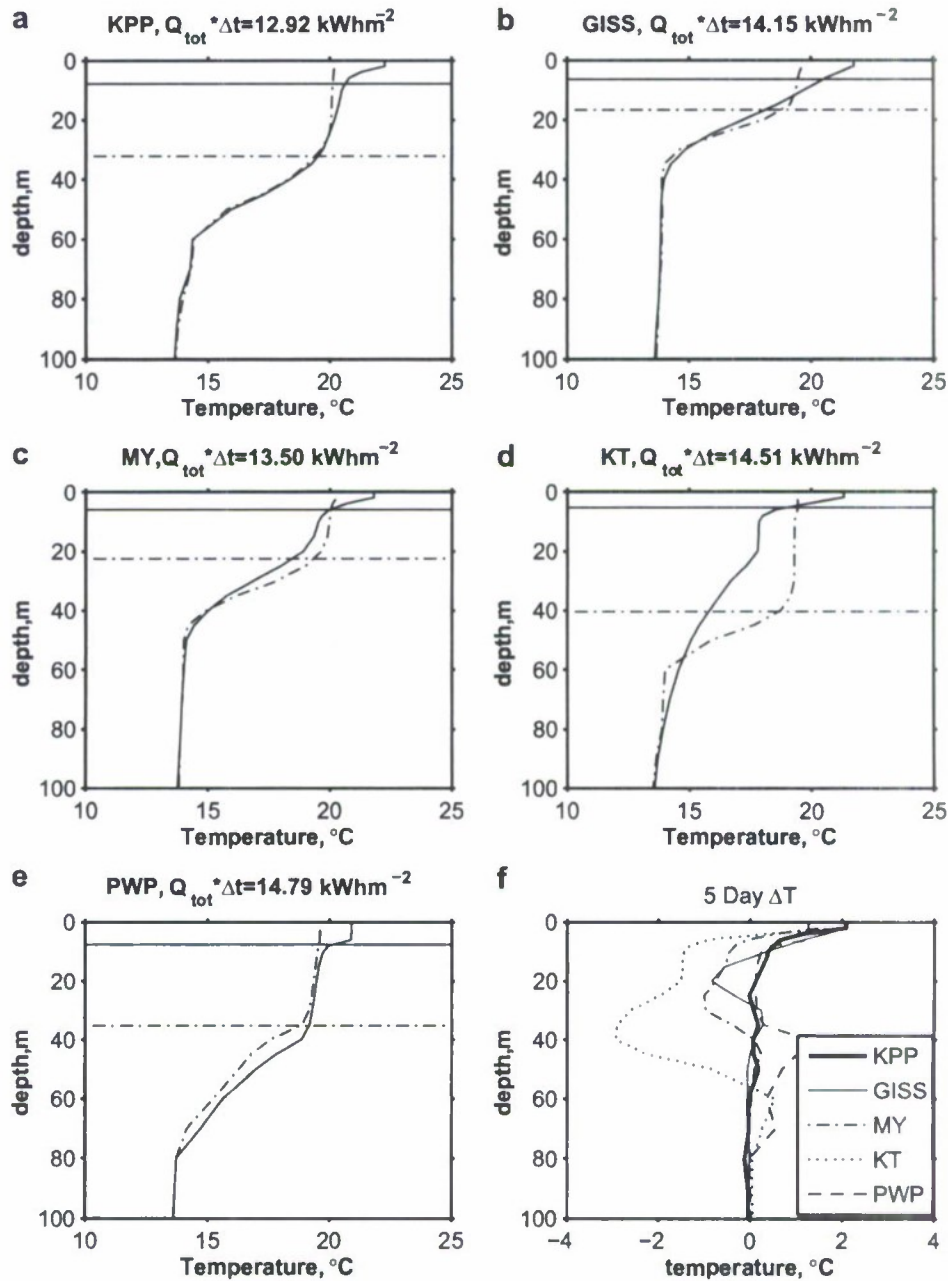 a
KPP, Q_tot*Δt=12.92 kWhm^-2
0
20
40
60
80
100
depth,m
10 15 20 25
Temperature, °C
b
GISS, Q_tot*Δt=14.15 kWhm^-2
0
20
40
60
80
100
depth,m
10 15 20 25
Temperature, °C
c
MY,Q_tot*Δt=13.50 kWhm^-2
0
20
40
60
80
100
depth,m
10 15 20 25
Temperature, °C
d
KT, Q_tot*Δt=14.51 kWhm^-2
0
20
40
60
80
100
depth,m
10 15 20 25
Temperature, °C
e
PWP, Q_tot*Δt=14.79 kWhm^-2
0
20
40
60
80
100
depth,m
10 15 20 25
Temperature, °C
f
5 Day ΔT
0
20
40
60
80
100
depth,m
KPP
GISS
MY
KT
PWP
−4 −2 0 2 4
temperature, °C